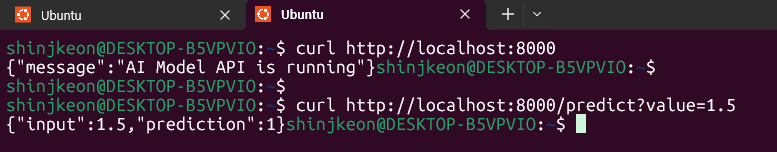 Ubuntu
Ubuntu
shinjkeon@DESKTOP-B5VPVIO:~$ curl http://localhost:8000
{"message":"AI Model API is running"}shinjkeon@DESKTOP-B5VPVIO:~$
shinjkeon@DESKTOP-B5VPVIO:~$
shinjkeon@DESKTOP-B5VPVIO:~$ curl http://localhost:8000/predict?value=1.5
{"input":1.5,"prediction":1}shinjkeon@DESKTOP-B5VPVIO:~$